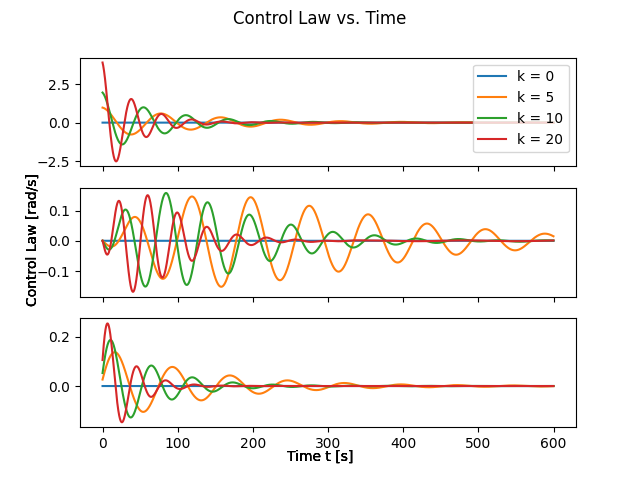 Control Law vs. Time
2.5
0.0
−2.5
k = 0
k = 5
k = 10
k = 20
Control Law [rad/s]
0.1
0.0
−0.1
0.2
0.0
0 100 200 300 400 500 600
Time t [s]